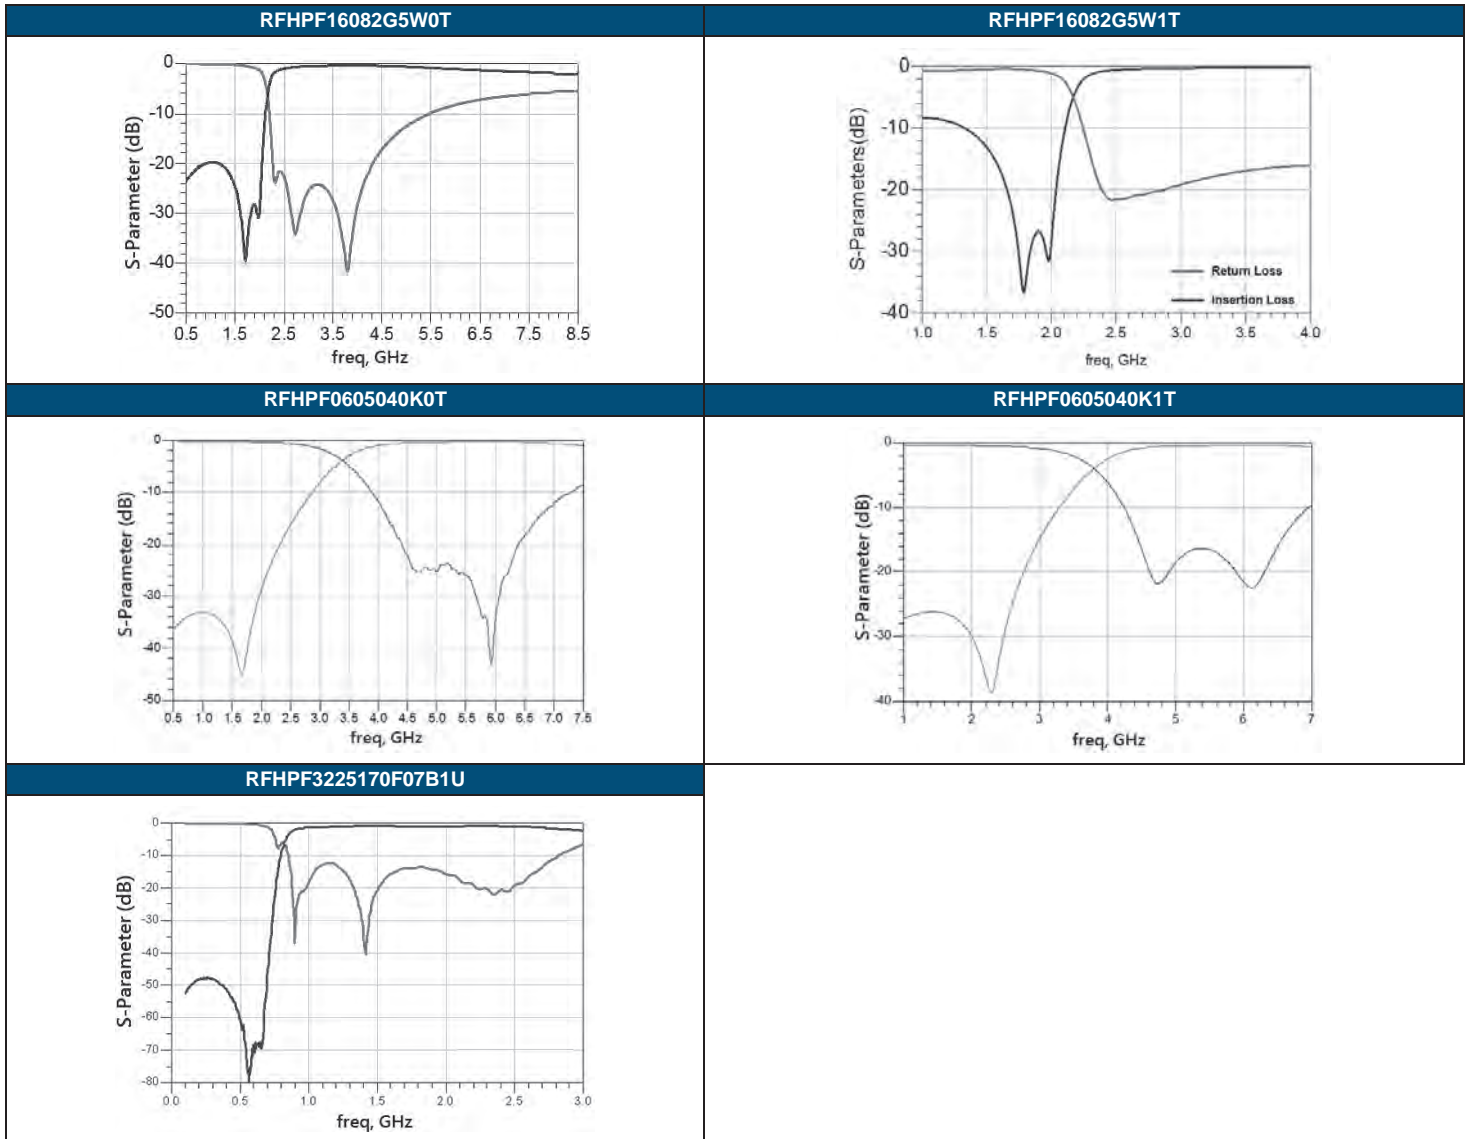 RFHPF16082G5W0T
RFHPF16082G5W1T
S-Parameter (dB)
0
-10
-20
-30
-40
-50
0.5 1.5 2.5 3.5 4.5 5.5 6.5 7.5 8.5
freq, GHz
S-Parameters(dB)
0
-10
-20
-30
-40
Return Loss
Insertion Loss
1.0 1.5 2.0 2.5 3.0 3.5 4.0
freq, GHz
RFHPF0605040K0T
RFHPF0605040K1T
S-Parameter (dB)
0
-10
-20
-30
-40
-50
0.5 1.0 1.5 2.0 2.5 3.0 3.5 4.0 4.5 5.0 5.5 6.0 6.5 7.0 7.5
freq, GHz
S-Parameter (dB)
0
-10
-20
-30
-40
1 2 3 4 5 6 7
freq, GHz
RFHPF3225170F07B1U
S-Parameter (dB)
0
-10
-20
-30
-40
-50
-60
-70
-80
0.0 0.5 1.0 1.5 2.0 2.5 3.0
freq, GHz